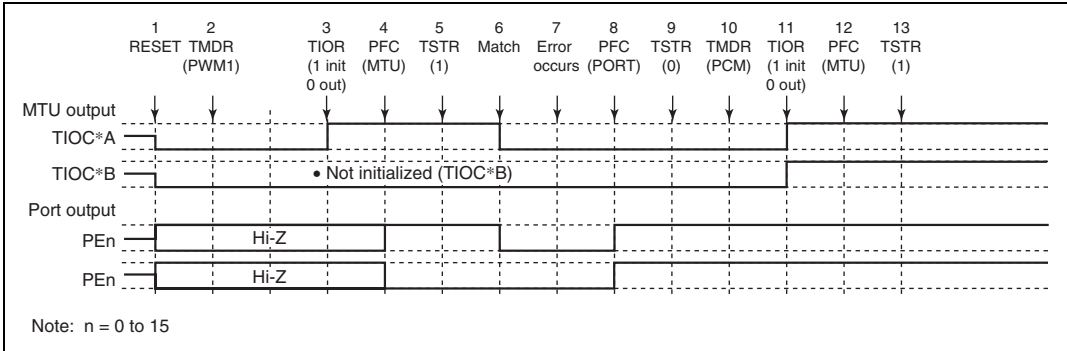 1 2 3 4 5 6 7 8 9 10 11 12 13
RESET TMDR TIOR PFC TSTR Match Error PFC TSTR TMDR TIOR PFC TSTR
(PWM1) (1 init (MTU) (1) occurs (PORT) (0) (PCM) (1 init (MTU) (1)
0 out) 0 out)
MTU output
TIOC*A
TIOC*B • Not initialized (TIOC*B)
Port output
PEn Hi-Z
PEn Hi-Z
Note: n = 0 to 15